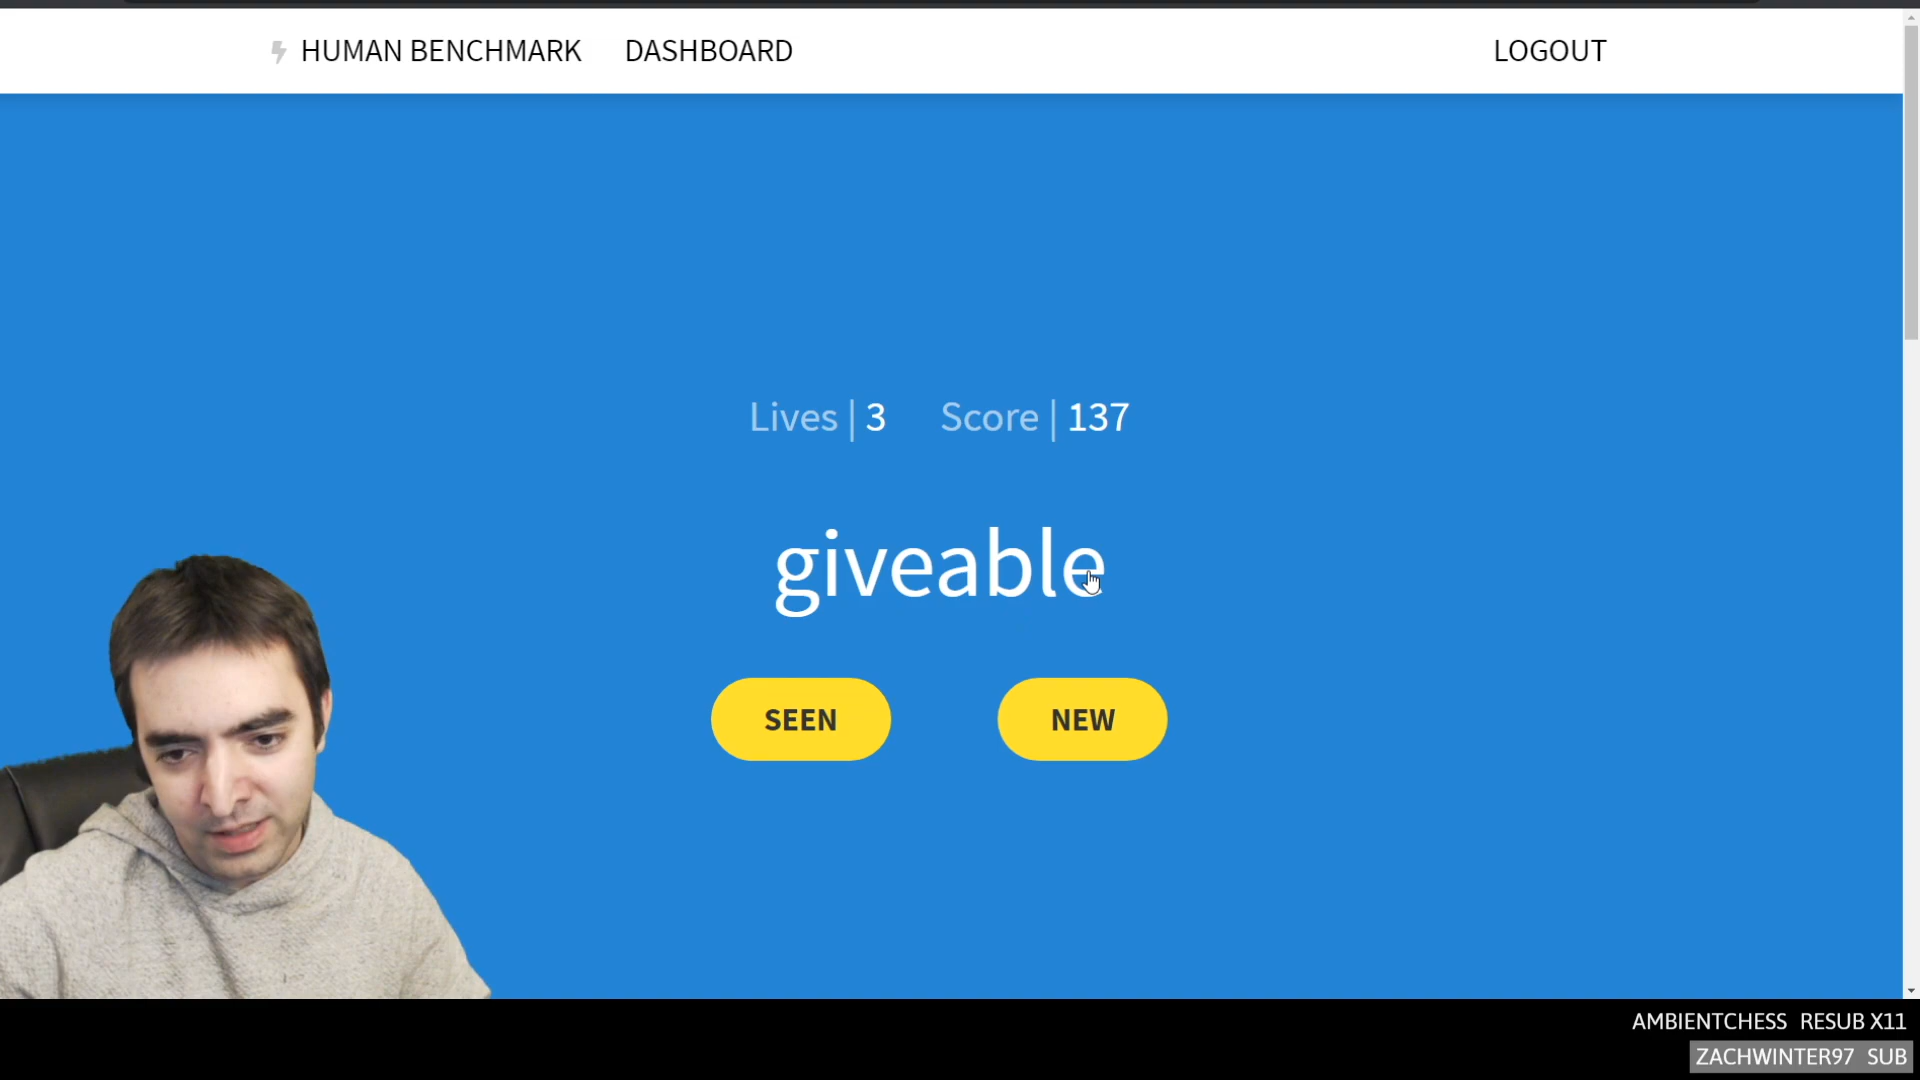 HUMAN BENCHMARK DASHBOARD LOGOUT
Lives | 3 Score | 137
giveable
SEEN NEW
AMBIENTCHESS RESUB X11
ZACHWINTER97 SUB